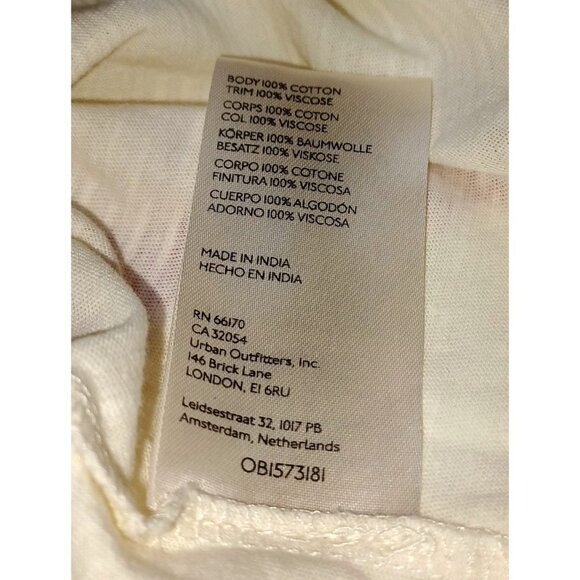 BODY 100% COTTON
TRIM 100% VISCOSE
CORPS 100% COTON
COL 100% VISCOSE
KÖRPER 100% BAUMWOLLE
BESATZ 100% VISKOSE
CORPO 100% COTONE
FINITURA 100% VISCOSA
CUERPO 100% ALGODÓN
ADORNO 100% VISCOSA
MADE IN INDIA
HECHO EN INDIA
RN 66170
CA 32054
Urban Outfitters, Inc.
146 Brick Lane
LONDON, E1 6RU
Leidsestraat 32, 1017 PB
Amsterdam, Netherlands
OB1573181